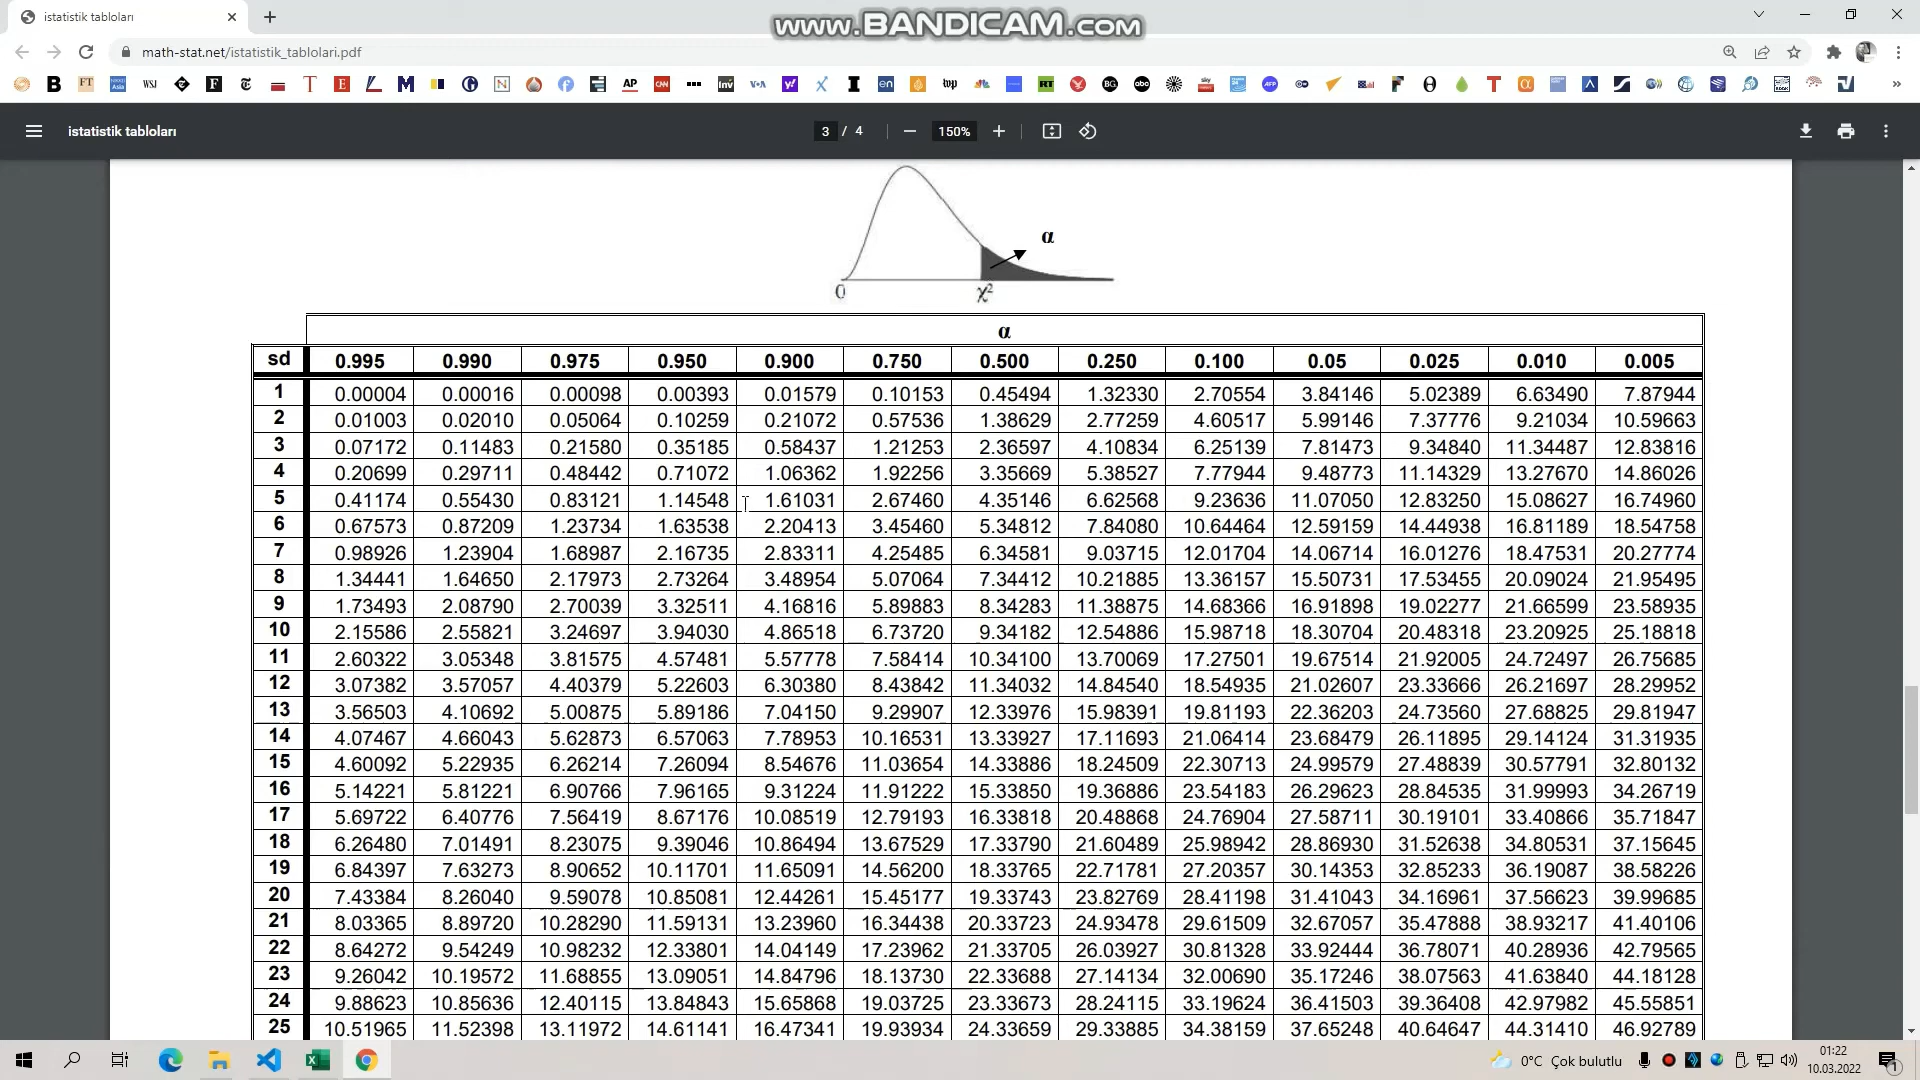 istatistik tabloları
www.BANDICAM.com
math-stat.net/istatistik_tablolari.pdf
istatistik tabloları
3 / 4
150%
α
0
χ²
α
sd 0.995 0.990 0.975 0.950 0.900 0.750 0.500 0.250 0.100 0.05 0.025 0.010 0.005
1 0.00004 0.00016 0.00098 0.00393 0.01579 0.10153 0.45494 1.32330 2.70554 3.84146 5.02389 6.63490 7.87944
2 0.01003 0.02010 0.05064 0.10259 0.21072 0.57536 1.38629 2.77259 4.60517 5.99146 7.37776 9.21034 10.59663
3 0.07172 0.11483 0.21580 0.35185 0.58437 1.21253 2.36597 4.10834 6.25139 7.81473 9.34840 11.34487 12.83816
4 0.20699 0.29711 0.48442 0.71072 1.06362 1.92256 3.35669 5.38527 7.77944 9.48773 11.14329 13.27670 14.86026
5 0.41174 0.55430 0.83121 1.14548 1.61031 2.67460 4.35146 6.62568 9.23636 11.07050 12.83250 15.08627 16.74960
6 0.67573 0.87209 1.23734 1.63538 2.20413 3.45460 5.34812 7.84080 10.64464 12.59159 14.44938 16.81189 18.54758
7 0.98926 1.23904 1.68987 2.16735 2.83311 4.25485 6.34581 9.03715 12.01704 14.06714 16.01276 18.47531 20.27774
8 1.34441 1.64650 2.17973 2.73264 3.48954 5.07064 7.34412 10.21885 13.36157 15.50731 17.53455 20.09024 21.95495
9 1.73493 2.08790 2.70039 3.32511 4.16816 5.89883 8.34283 11.38875 14.68366 16.91898 19.02277 21.66599 23.58935
10 2.15586 2.55821 3.24697 3.94030 4.86518 6.73720 9.34182 12.54886 15.98718 18.30704 20.48318 23.20925 25.18818
11 2.60322 3.05348 3.81575 4.57481 5.57778 7.58414 10.34100 13.70069 17.27501 19.67514 21.92005 24.72497 26.75685
12 3.07382 3.57057 4.40379 5.22603 6.30380 8.43842 11.34032 14.84540 18.54935 21.02607 23.33666 26.21697 28.29952
13 3.56503 4.10692 5.00875 5.89186 7.04150 9.29907 12.33976 15.98391 19.81193 22.36203 24.73560 27.68825 29.81947
14 4.07467 4.66043 5.62873 6.57063 7.78953 10.16531 13.33927 17.11693 21.06414 23.68479 26.11895 29.14124 31.31935
15 4.60092 5.22935 6.26214 7.26094 8.54676 11.03654 14.33886 18.24509 22.30713 24.99579 27.48839 30.57791 32.80132
16 5.14221 5.81221 6.90766 7.96165 9.31224 11.91222 15.33850 19.36886 23.54183 26.29623 28.84535 31.99993 34.26719
17 5.69722 6.40776 7.56419 8.67176 10.08519 12.79193 16.33818 20.48868 24.76904 27.58711 30.19101 33.40866 35.71847
18 6.26480 7.01491 8.23075 9.39046 10.86494 13.67529 17.33790 21.60489 25.98942 28.86930 31.52638 34.80531 37.15645
19 6.84397 7.63273 8.90652 10.11701 11.65091 14.56200 18.33765 22.71781 27.20357 30.14353 32.85233 36.19087 38.58226
20 7.43384 8.26040 9.59078 10.85081 12.44261 15.45177 19.33743 23.82769 28.41198 31.41043 34.16961 37.56623 39.99685
21 8.03365 8.89720 10.28290 11.59131 13.23960 16.34438 20.33723 24.93478 29.61509 32.67057 35.47888 38.93217 41.40106
22 8.64272 9.54249 10.98232 12.33801 14.04149 17.23962 21.33705 26.03927 30.81328 33.92444 36.78071 40.28936 42.79565
23 9.26042 10.19572 11.68855 13.09051 14.84796 18.13730 22.33688 27.14134 32.00690 35.17246 38.07563 41.63840 44.18128
24 9.88623 10.85636 12.40115 13.84843 15.65868 19.03725 23.33673 28.24115 33.19624 36.41503 39.36408 42.97982 45.55851
25 10.51965 11.52398 13.11972 14.61141 16.47341 19.93934 24.33659 29.33885 34.38159 37.65248 40.64647 44.31410 46.92789
0°C Çok bulutlu
01:22
10.03.2022